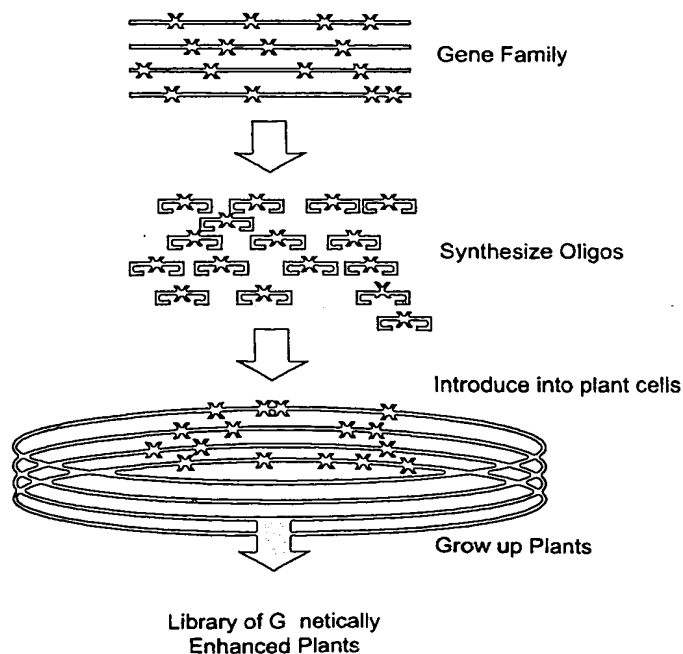 Gene Family
Synthesize Oligos
Introduce into plant cells
Grow up Plants
Library of G netically
Enhanced Plants